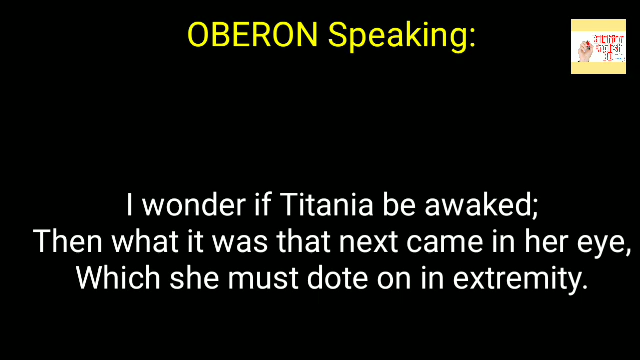 OBERON Speaking:
I wonder if Titania be awaked;
Then what it was that next came in her eye,
Which she must dote on in extremity.